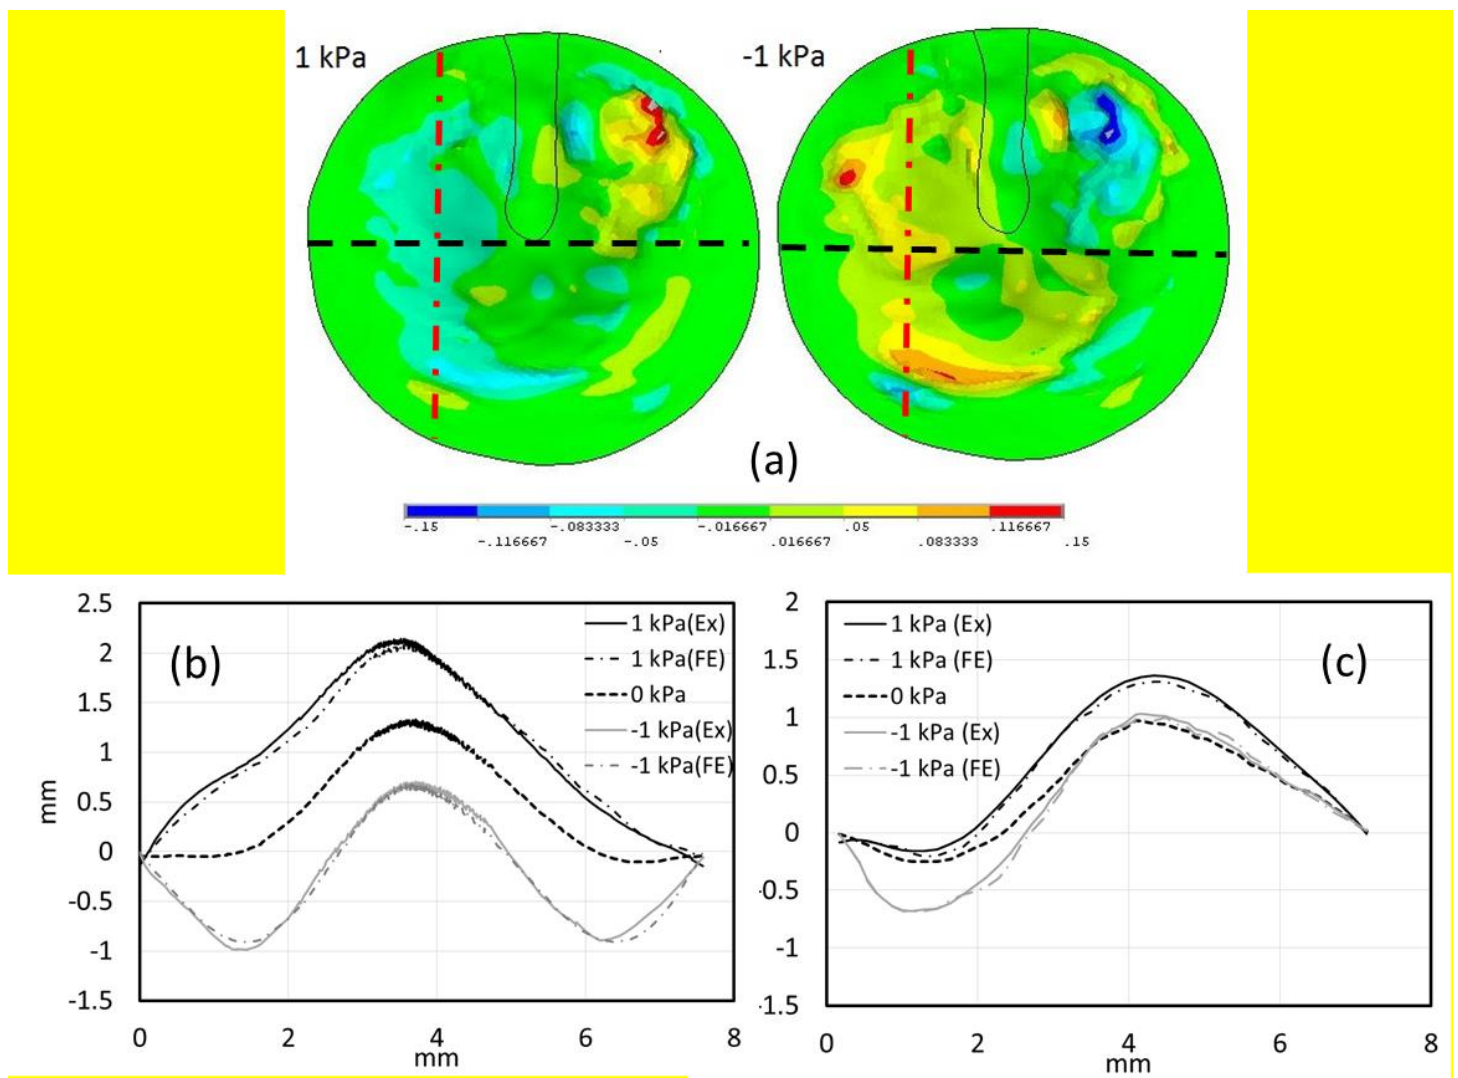 1 kPa
-1 kPa
(a)
-.15 -.083333 -.016667 .05 .116667
-.116667 -.05 .016667 .083333 .15
2.5
2
1.5
1
0.5
0
-0.5
-1
-1.5
mm
0 2 4 6 8
mm
(b)
1 kPa(Ex)
1 kPa(FE)
0 kPa
-1 kPa(Ex)
-1 kPa(FE)
2
1.5
1
0.5
0
-0.5
-1
-1.5
0 2 4 6 8
mm
1 kPa (Ex)
1 kPa (FE)
0 kPa
-1 kPa (Ex)
-1 kPa (FE)
(c)